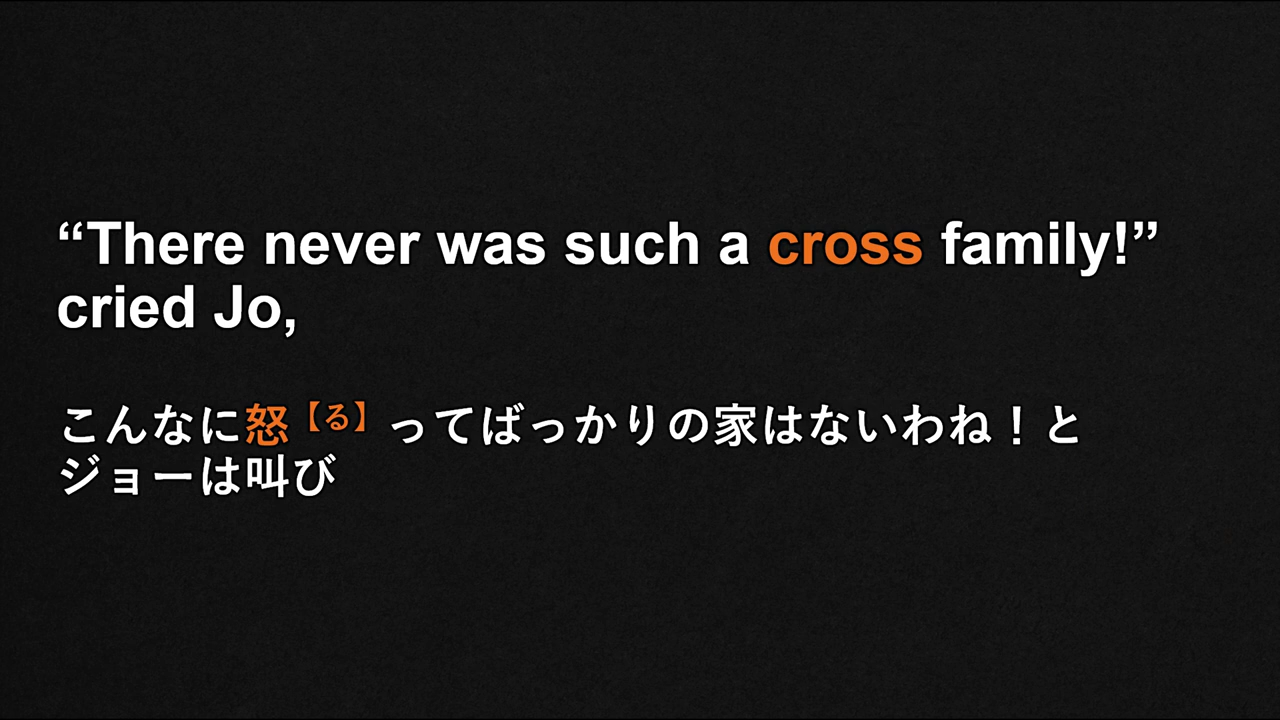 “There never was such a cross family!”
cried Jo,
こんなに怒【る】ってばっかりの家はないわね！と
ジョーは叫び